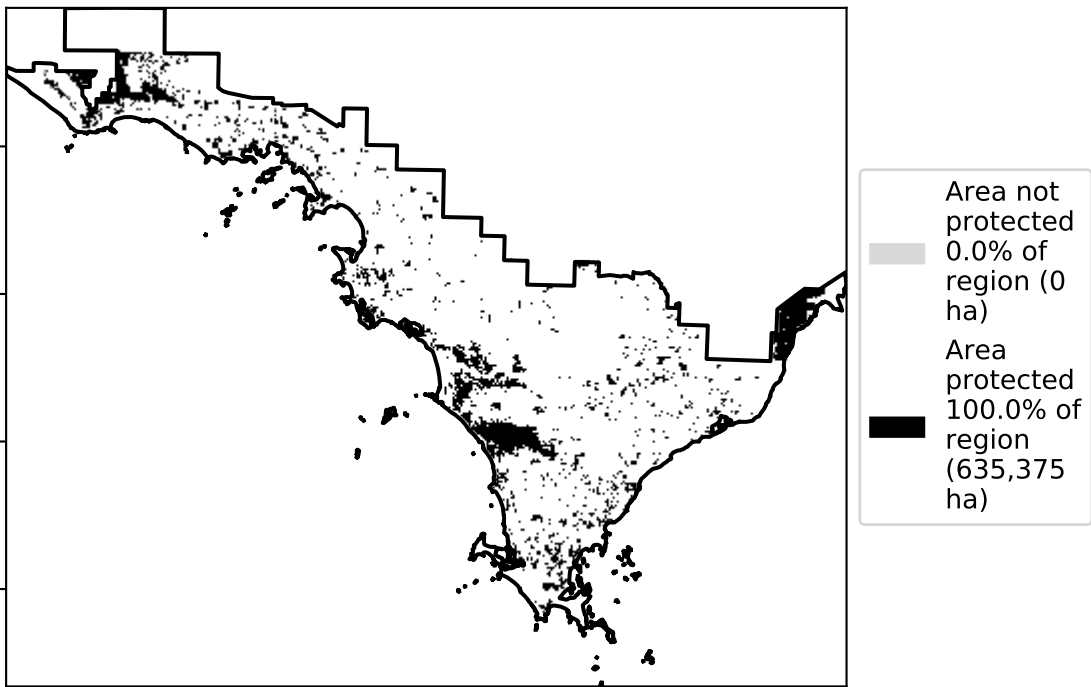 Area not
protected
0.0% of
region (0
ha)
Area
protected
100.0% of
region
(635,375
ha)